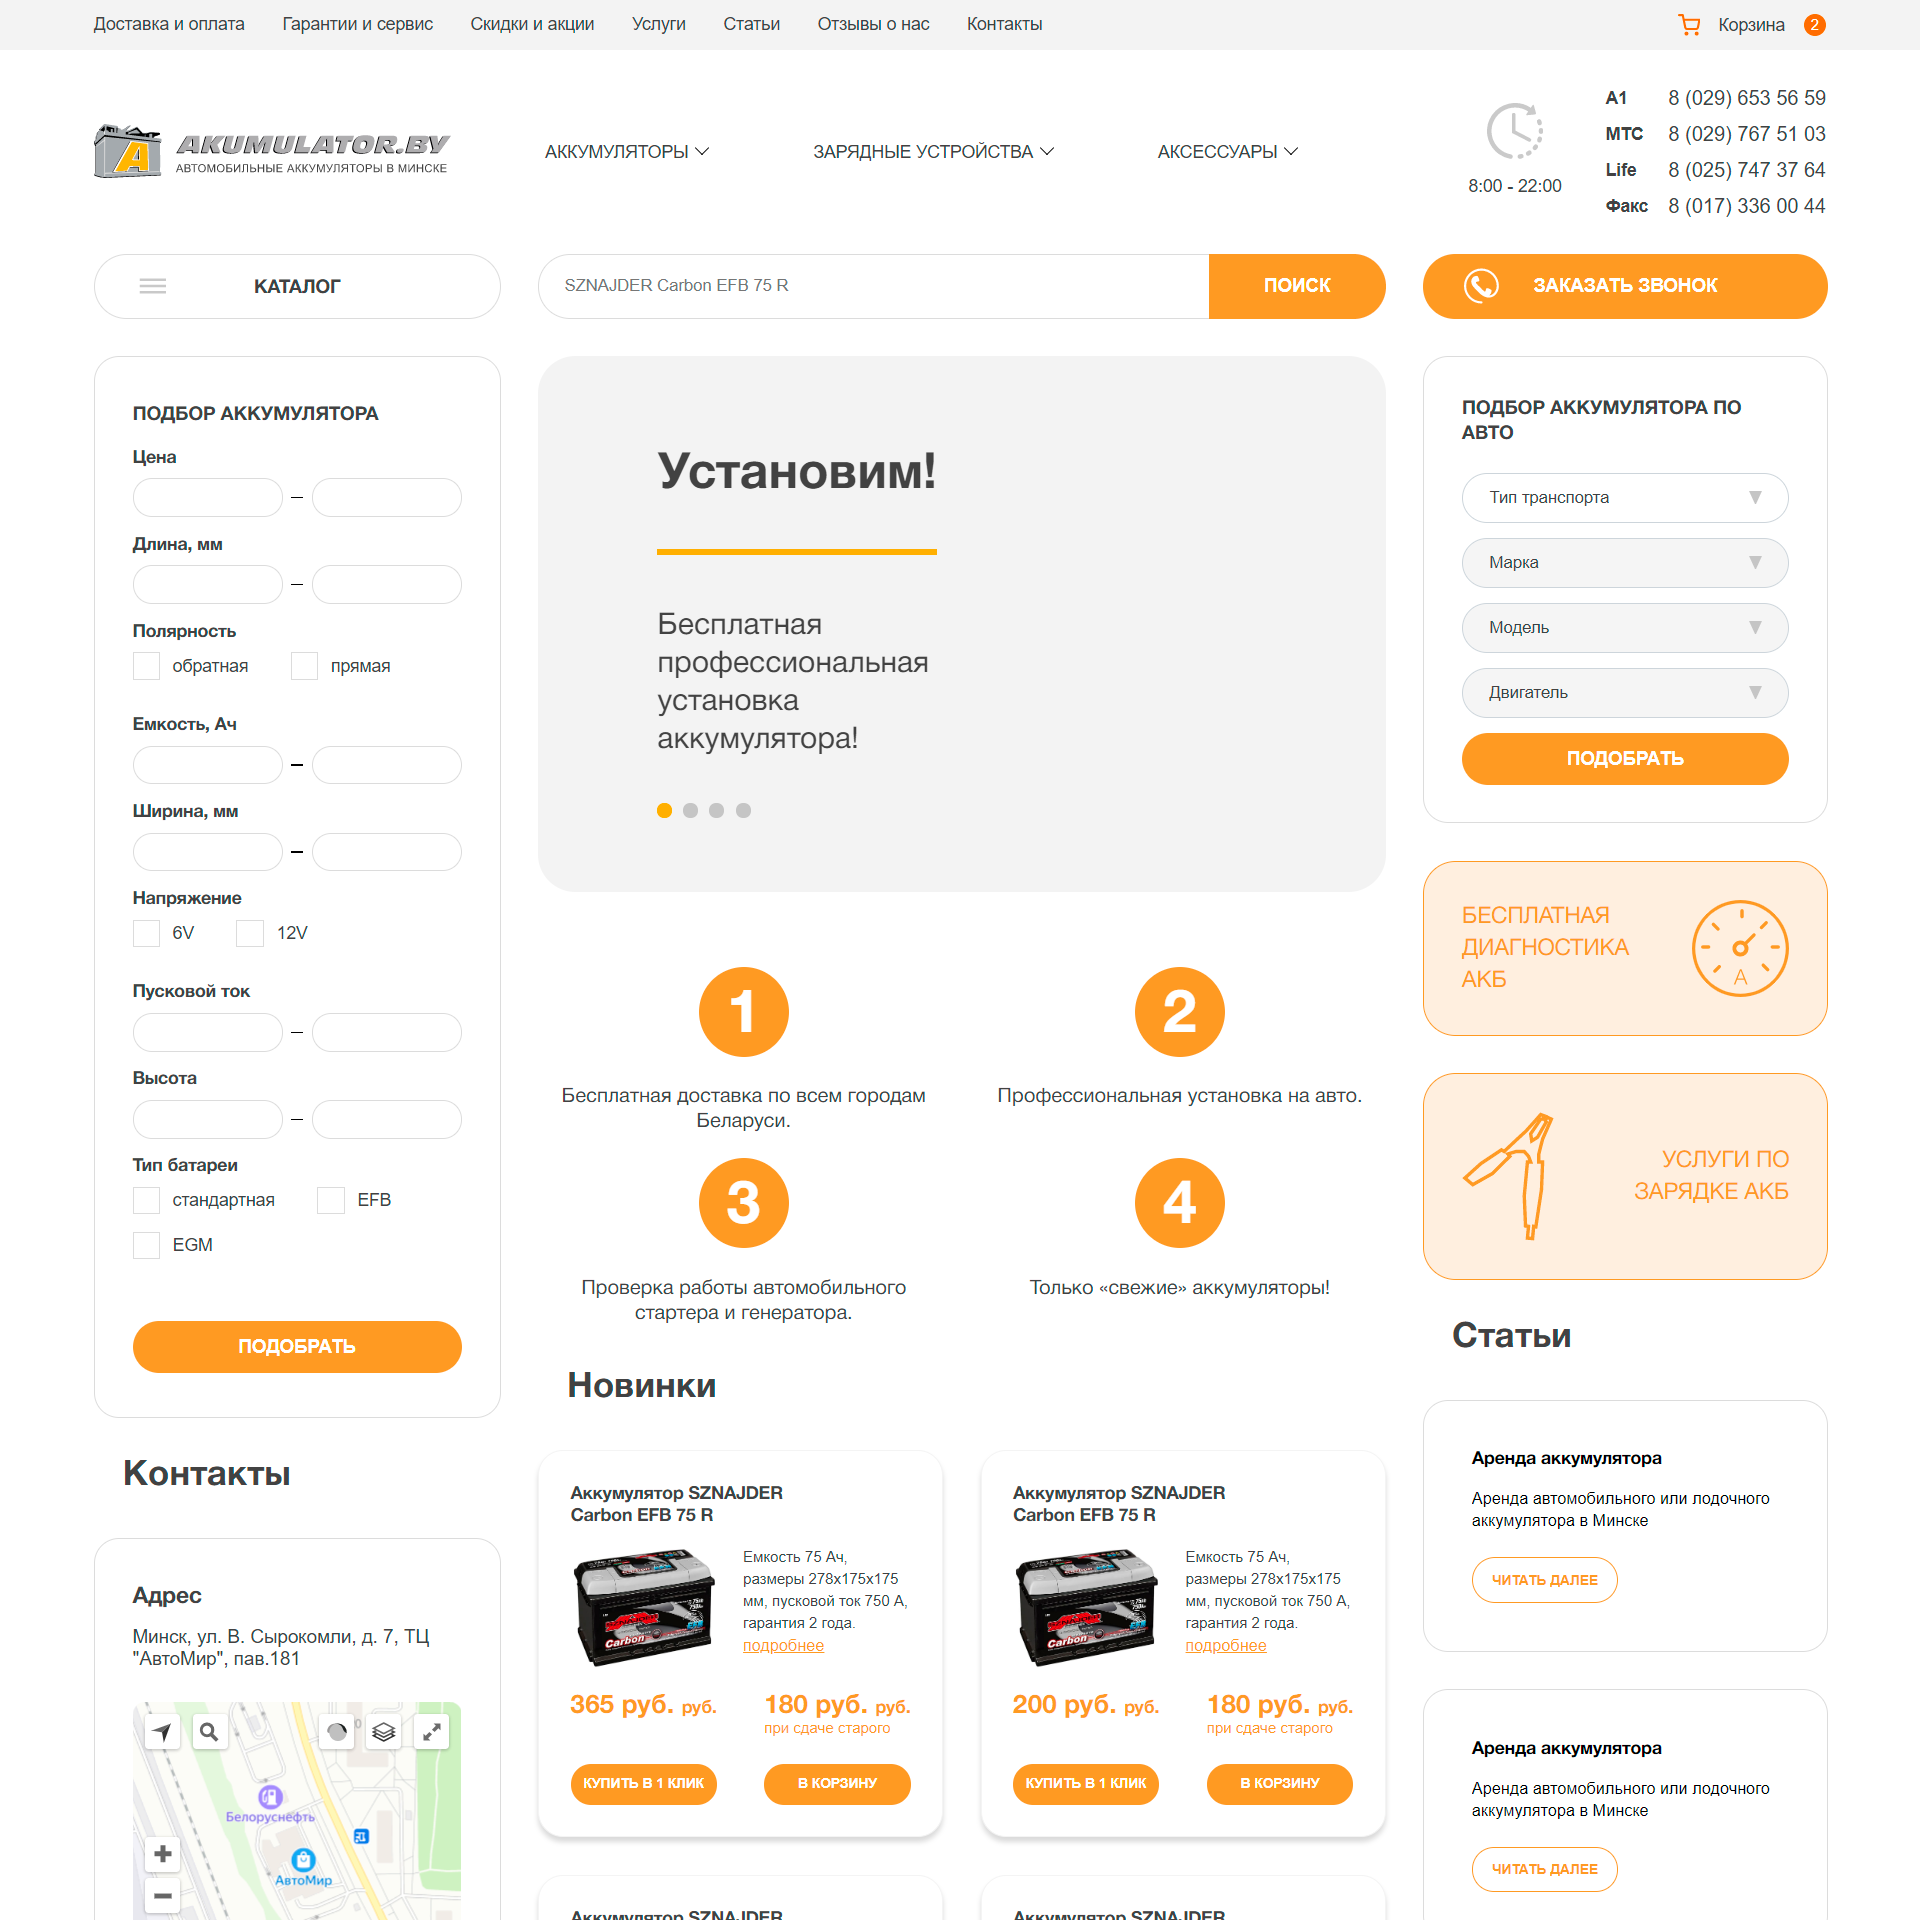 Доставка и оплата Гарантии и сервис Скидки и акции Услуги Статьи Отзывы о нас Контакты Корзина 2
AKUMULATOR.BY
АВТОМОБИЛЬНЫЕ АККУМУЛЯТОРЫ В МИНСКЕ
АККУМУЛЯТОРЫ ЗАРЯДНЫЕ УСТРОЙСТВА АКСЕССУАРЫ
8:00 - 22:00
А1 8 (029) 653 56 59
МТС 8 (029) 767 51 03
Life 8 (025) 747 37 64
Факс 8 (017) 336 00 44
КАТАЛОГ
SZNAJDER Carbon EFB 75 R
ПОИСК
ЗАКАЗАТЬ ЗВОНОК
ПОДБОР АККУМУЛЯТОРА
Цена
–
Длина, мм
–
Полярность
обратная прямая
Емкость, Ач
–
Ширина, мм
–
Напряжение
6V 12V
Пусковой ток
–
Высота
–
Тип батареи
стандартная EFB
EGM
ПОДОБРАТЬ
Контакты
Адрес
Минск, ул. В. Сырокомли, д. 7, ТЦ
"АвтоМир", пав.181
Белоруснефть
АвтоМир
Установим!
Бесплатная
профессиональная
установка
аккумулятора!
1
Бесплатная доставка по всем городам
Беларуси.
2
Профессиональная установка на авто.
3
Проверка работы автомобильного
стартера и генератора.
4
Только «свежие» аккумуляторы!
Новинки
Аккумулятор SZNAJDER
Carbon EFB 75 R
Carbon
Емкость 75 Ач,
размеры 278x175x175
мм, пусковой ток 750 А,
гарантия 2 года.
подробнее
365 руб. руб.
180 руб. руб.
при сдаче старого
КУПИТЬ В 1 КЛИК
В КОРЗИНУ
Аккумулятор SZNAJDER
Carbon EFB 75 R
Carbon
Емкость 75 Ач,
размеры 278x175x175
мм, пусковой ток 750 А,
гарантия 2 года.
подробнее
200 руб. руб.
180 руб. руб.
при сдаче старого
КУПИТЬ В 1 КЛИК
В КОРЗИНУ
Аккумулятор SZNAJDER
Аккумулятор SZNAJDER
ПОДБОР АККУМУЛЯТОРА ПО
АВТО
Тип транспорта
Марка
Модель
Двигатель
ПОДОБРАТЬ
БЕСПЛАТНАЯ
ДИАГНОСТИКА
АКБ
A
УСЛУГИ ПО
ЗАРЯДКЕ АКБ
Статьи
Аренда аккумулятора
Аренда автомобильного или лодочного
аккумулятора в Минске
ЧИТАТЬ ДАЛЕЕ
Аренда аккумулятора
Аренда автомобильного или лодочного
аккумулятора в Минске
ЧИТАТЬ ДАЛЕЕ